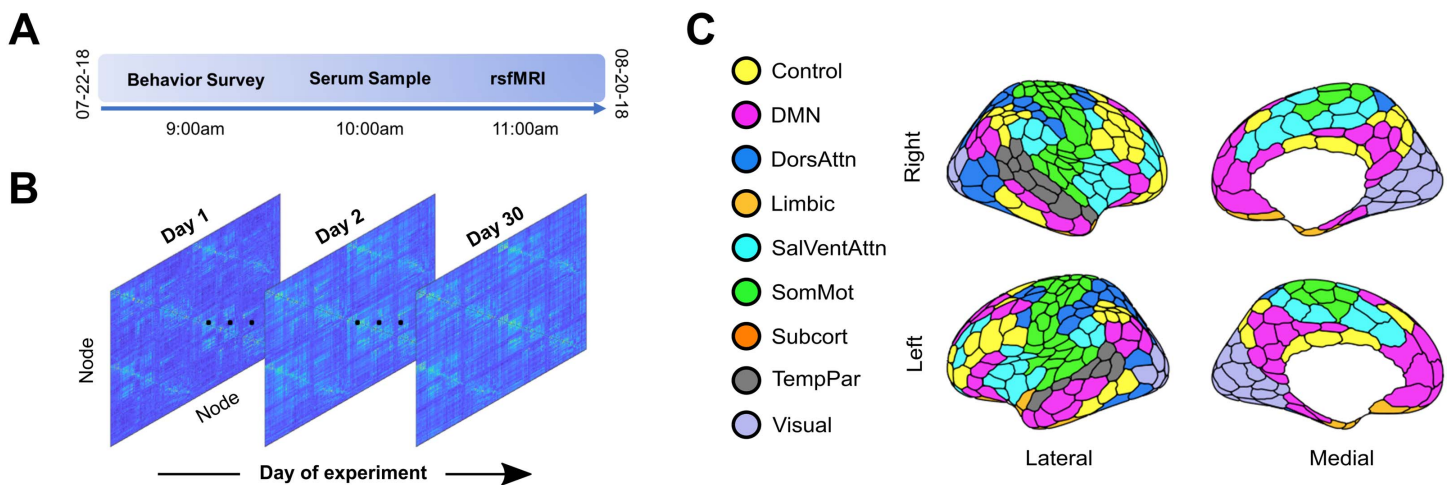 A
07-22-18
Behavior Survey
Serum Sample
rsfMRI
08-20-18
9:00am
10:00am
11:00am
B
Day 1
Day 2
Day 30
Node
Node
Day of experiment
C
Control
DMN
DorsAttn
Limbic
SalVentAttn
SomMot
Subcort
TempPar
Visual
Right
Left
Lateral
Medial